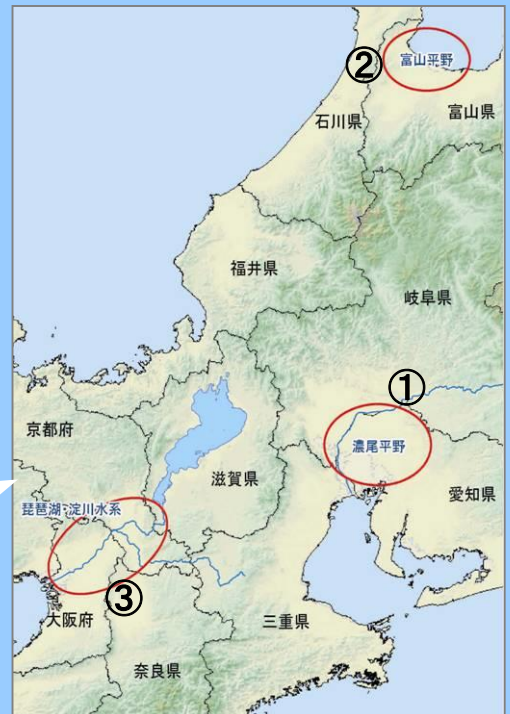 ②
富山平野
富山県
石川県
福井県
岐阜県
①
京都府
濃尾平野
滋賀県
愛知県
琵琶湖・淀川水系
③
大阪府
三重県
奈良県